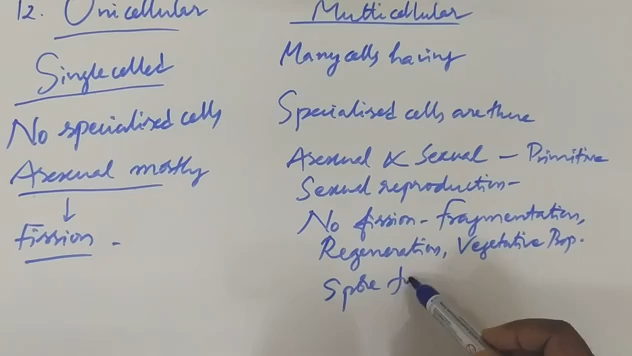 12. Unicellular
Single celled
No specialised cells
Asexual mostly
↓
fission -
Multicellular
Many cells having
Specialised cells are there
Asexual & Sexual - Primitive
Sexual reproduction-
No fission - fragmentation,
Regeneration, Vegetative Prop.
Spore f